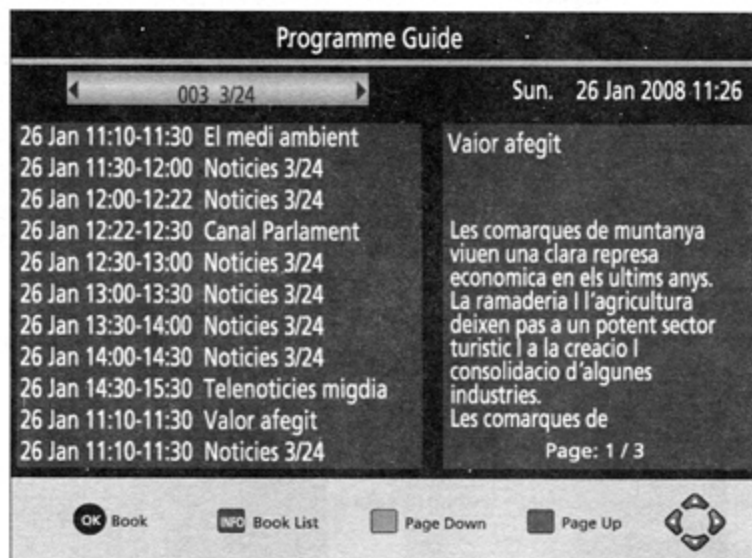 Programme Guide
003 3/24
Sun. 26 Jan 2008 11:26
26 Jan 11:10-11:30 El medi ambient
26 Jan 11:30-12:00 Noticies 3/24
26 Jan 12:00-12:22 Noticies 3/24
26 Jan 12:22-12:30 Canal Parlament
26 Jan 12:30-13:00 Noticies 3/24
26 Jan 13:00-13:30 Noticies 3/24
26 Jan 13:30-14:00 Noticies 3/24
26 Jan 14:00-14:30 Noticies 3/24
26 Jan 14:30-15:30 Telenoticies migdia
26 Jan 11:10-11:30 Valor afegit
26 Jan 11:10-11:30 Noticies 3/24
Vaior afegit
Les comarques de muntanya
viuen una clara represa
economica en els ultims anys.
La ramaderia l l'agricultura
deixen pas a un potent sector
turistic l a la creacio l
consolidacio d'algunes
industries.
Les comarques de
Page: 1 / 3
OK Book
INFO Book List
Page Down
Page Up